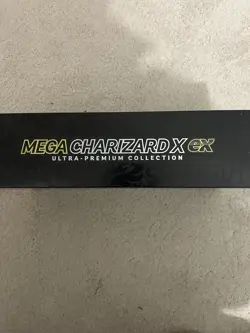 MEGA CHARIZARD X ex
ULTRA-PREMIUM COLLECTION